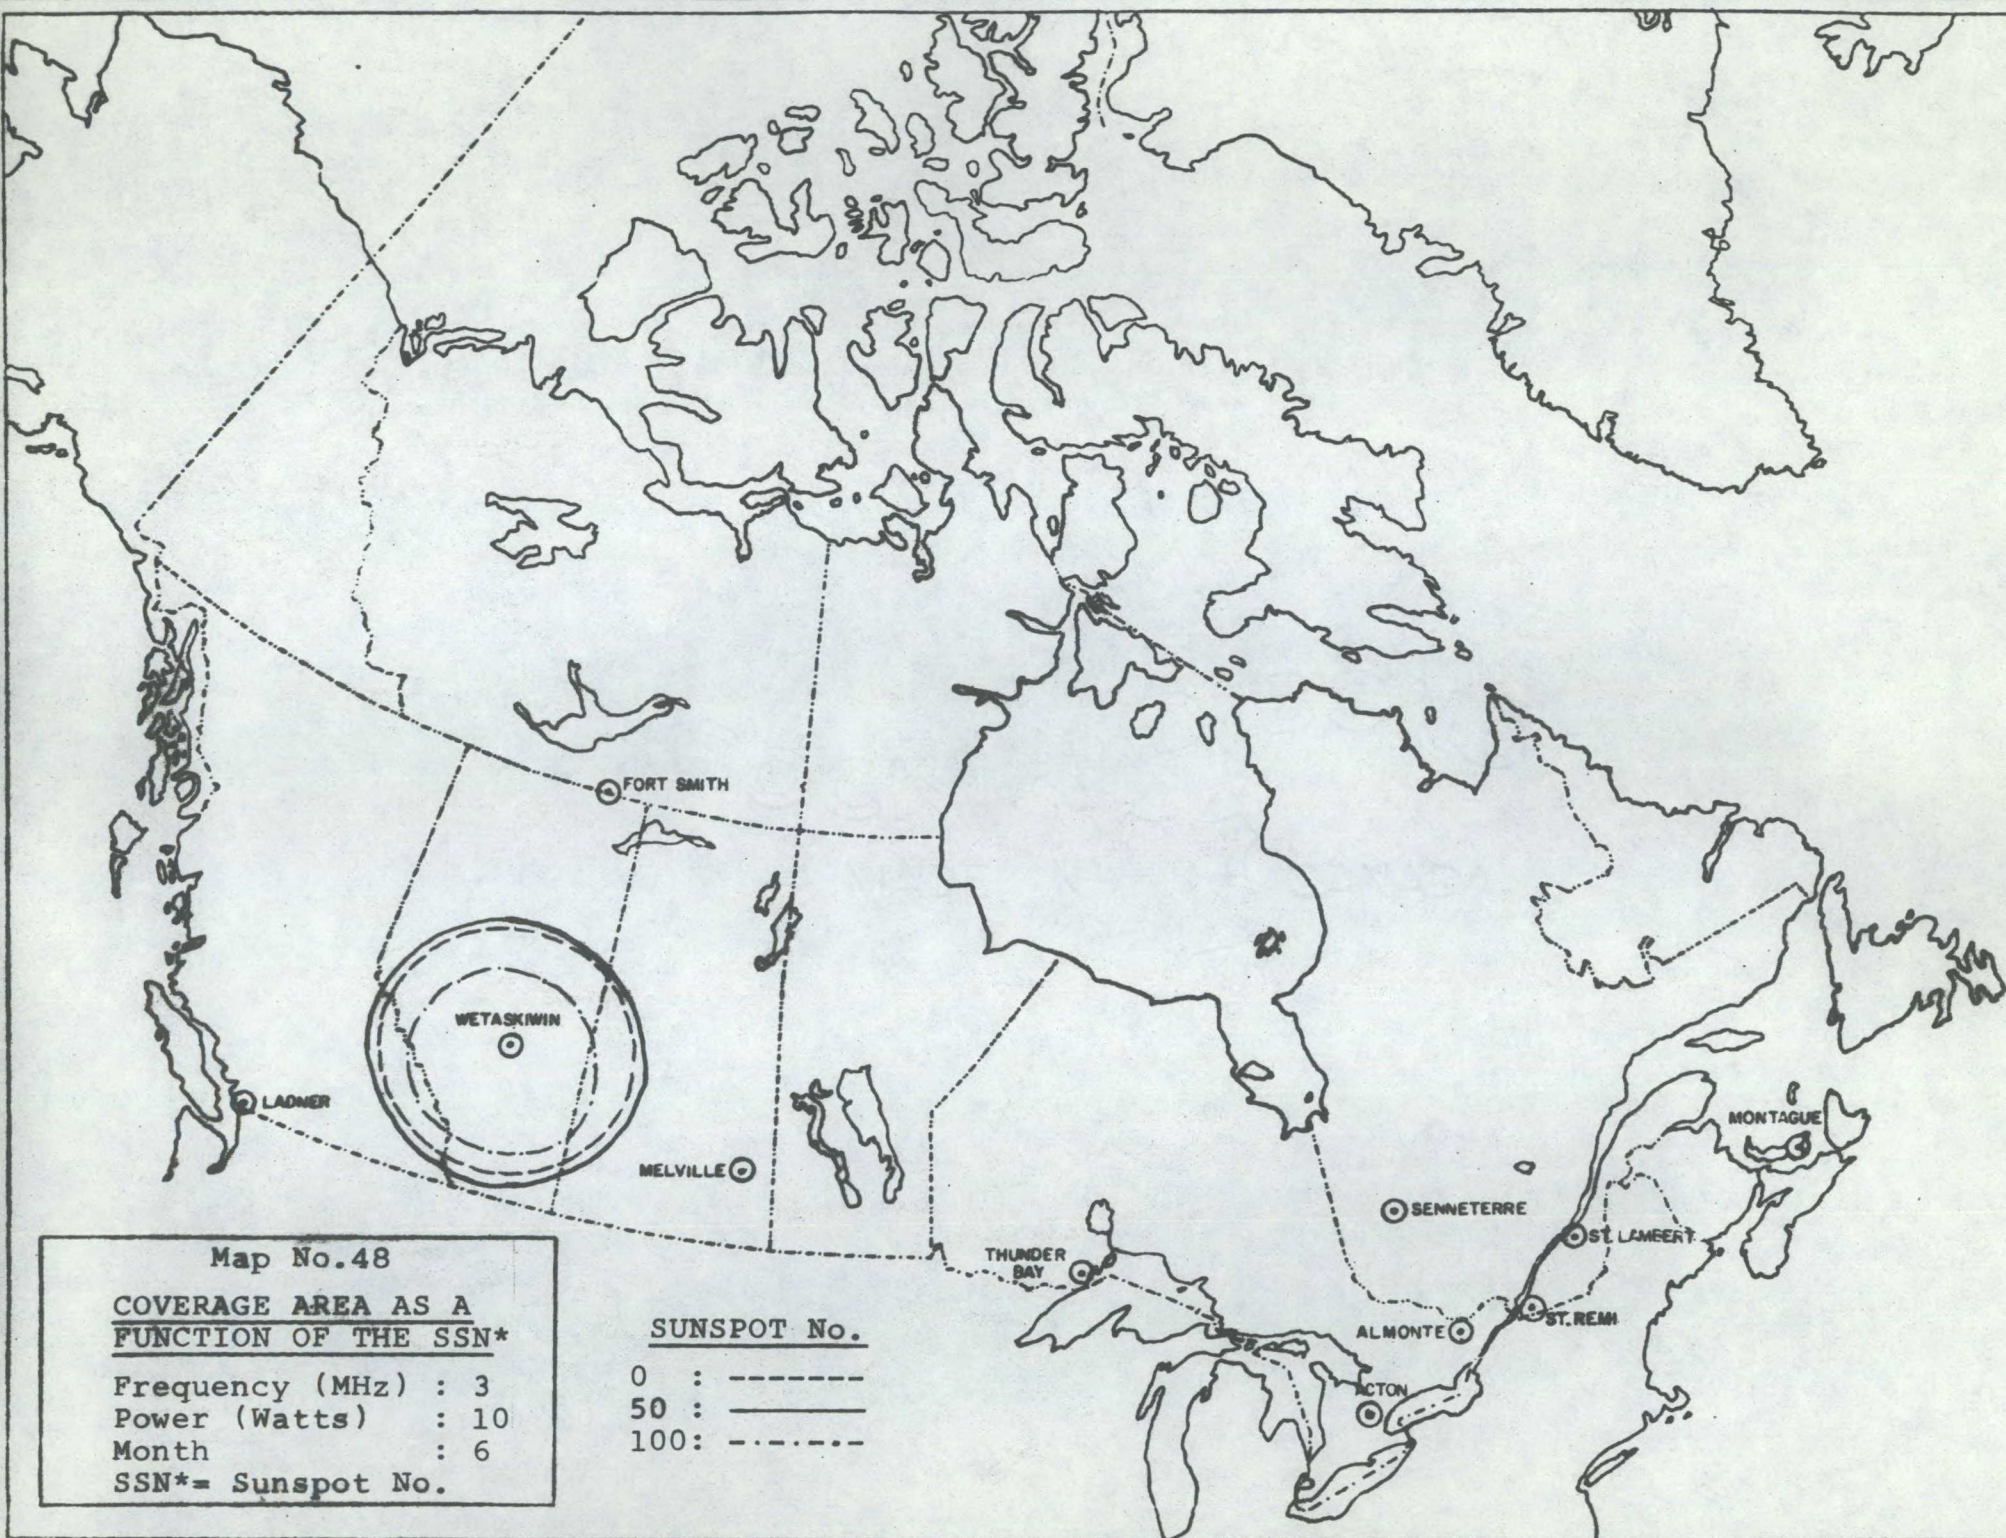 FORT SMITH
WETASKIWIN
LADNER
MELVILLE
MONTAGUE
SENNETERRE
ST. LAMBERT
THUNDER
BAY
ST. REMI
ALMONTE
ACTON
Map No.48
COVERAGE AREA AS A
FUNCTION OF THE SSN*
Frequency (MHz) : 3
Power (Watts) : 10
Month : 6
SSN*= Sunspot No.
SUNSPOT No.
0 :
50 :
100: